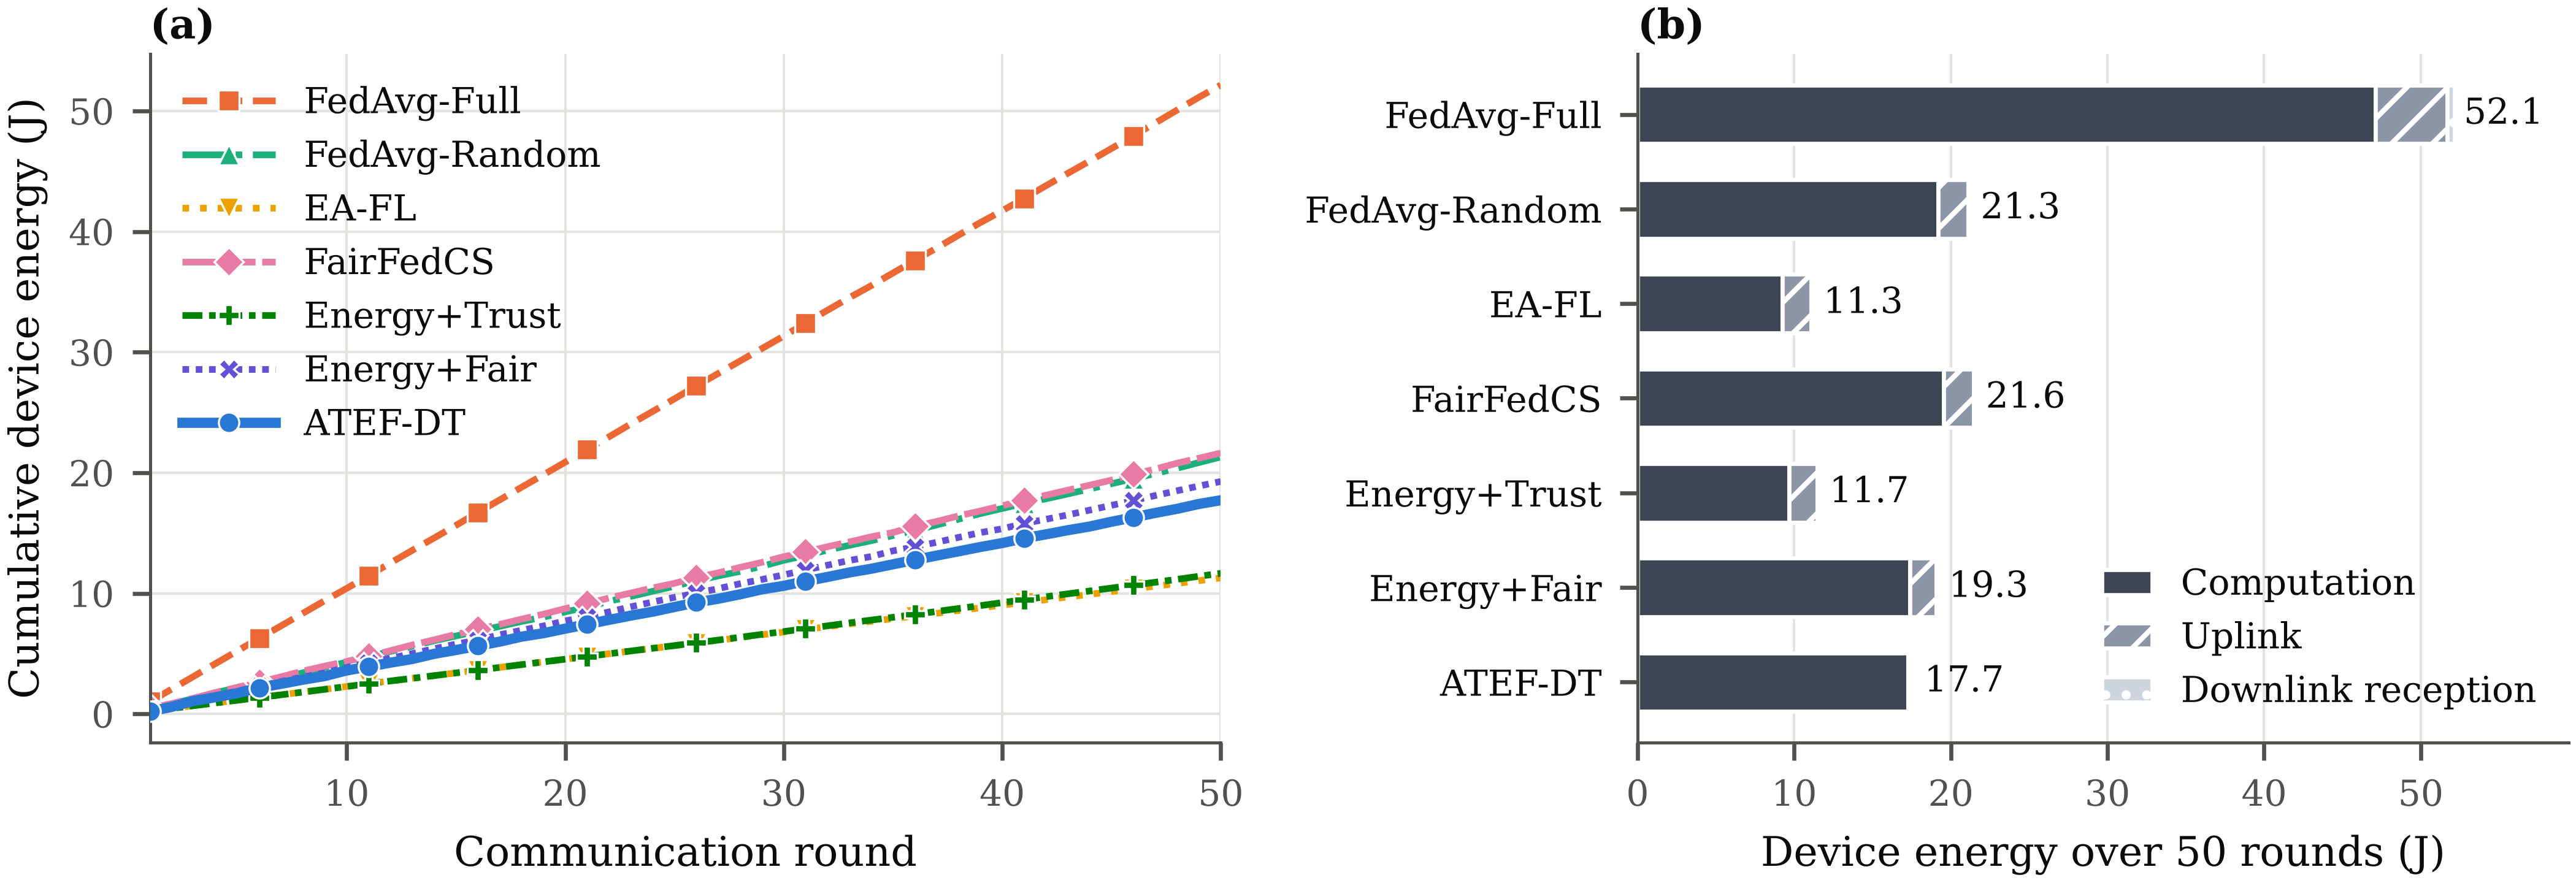 (a)
Cumulative device energy (J)
50
40
30
20
10
0
FedAvg-Full
FedAvg-Random
EA-FL
FairFedCS
Energy+Trust
Energy+Fair
ATEF-DT
10
20
30
40
50
Communication round
(b)
FedAvg-Full
52.1
FedAvg-Random
21.3
EA-FL
11.3
FairFedCS
21.6
Energy+Trust
11.7
Energy+Fair
19.3
ATEF-DT
17.7
Computation
Uplink
Downlink reception
0
10
20
30
40
50
Device energy over 50 rounds (J)